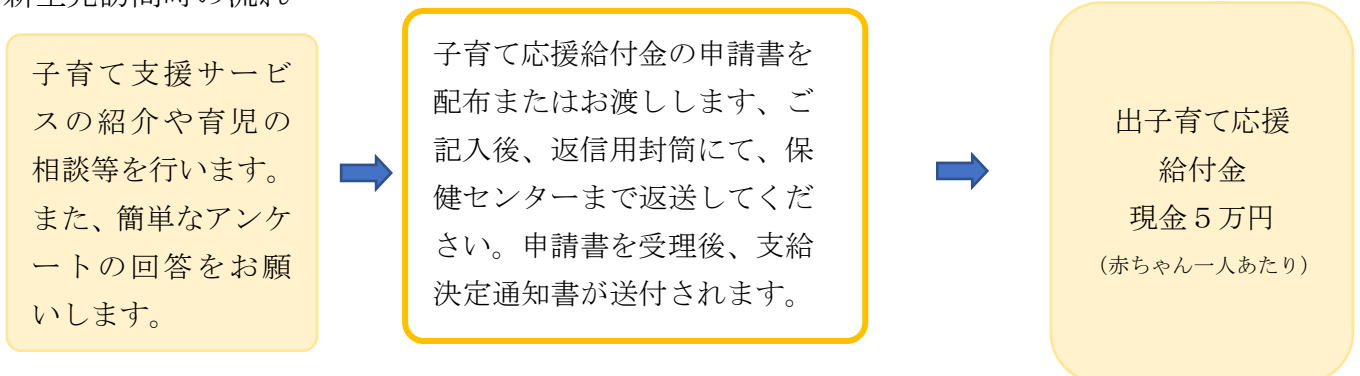 子育て支援サービ
スの紹介や育児の
相談等を行います。
また、簡単なアンケ
ートの回答をお願
いします。
子育て応援給付金の申請書を
配布またはお渡しします、ご
記入後、返信用封筒にて、保
健センターまで返送してくだ
さい。申請書を受理後、支給
決定通知書が送付されます。
出子育て応援
給付金
現金５万円
（赤ちゃん一人あたり）